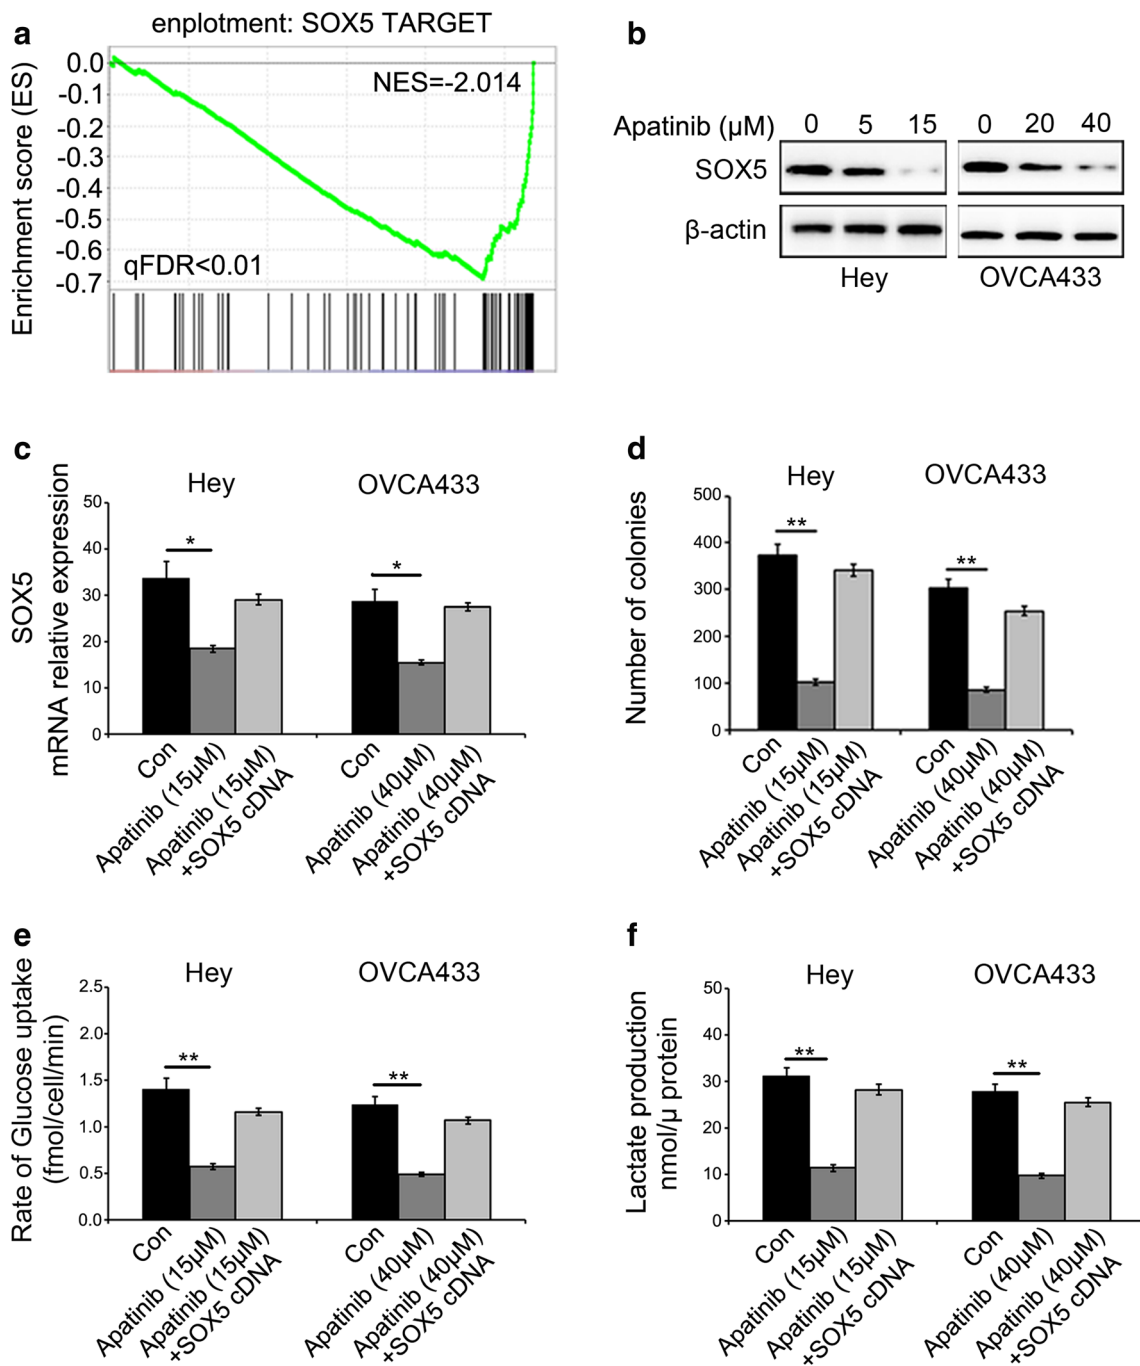 a
enplotment: SOX5 TARGET
Enrichment score (ES)
0.0
-0.1
-0.2
-0.3
-0.4
-0.5
-0.6
-0.7
NES=-2.014
qFDR<0.01
b
Apatinib (μM) 0 5 15 0 20 40
SOX5
β-actin
Hey OVCA433
c
Hey OVCA433
SOX5
mRNA relative expression
50
40
30
20
10
0
*
*
Con
Apatinib (15μM)
Apatinib (15μM)
+SOX5 cDNA
Con
Apatinib (40μM)
Apatinib (40μM)
+SOX5 cDNA
d
Hey OVCA433
Number of colonies
500
400
300
200
100
0
**
**
Con
Apatinib (15μM)
Apatinib (15μM)
+SOX5 cDNA
Con
Apatinib (40μM)
Apatinib (40μM)
+SOX5 cDNA
e
Hey OVCA433
Rate of Glucose uptake
(fmol/cell/min)
2.5
2.0
1.5
1.0
0.5
0.0
**
**
Con
Apatinib (15μM)
Apatinib (15μM)
+SOX5 cDNA
Con
Apatinib (40μM)
Apatinib (40μM)
+SOX5 cDNA
f
Hey OVCA433
Lactate production
nmol/μ protein
50
40
30
20
10
0
**
**
Con
Apatinib (15μM)
Apatinib (15μM)
+SOX5 cDNA
Con
Apatinib (40μM)
Apatinib (40μM)
+SOX5 cDNA